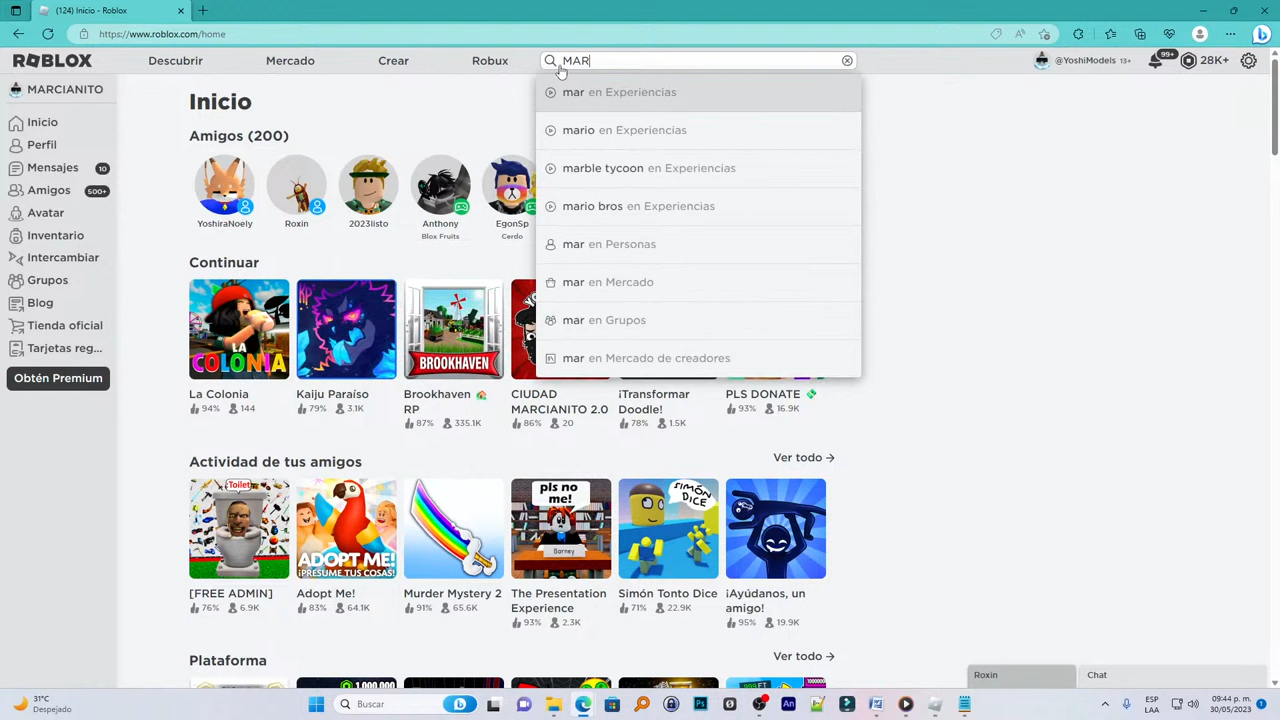 (124) Inicio - Roblox
https://www.roblox.com/home
ROBLOX
Descubrir
Mercado
Crear
Robux
MAR
@YoshiModels 13+
99+
28K+
MARCIANITO
Inicio
Perfil
Mensajes 10
Amigos 500+
Avatar
Inventario
Intercambiar
Grupos
Blog
Tienda oficial
Tarjetas reg...
Obtén Premium
mar en Experiencias
mario en Experiencias
marble tycoon en Experiencias
mario bros en Experiencias
mar en Personas
mar en Mercado
mar en Grupos
mar en Mercado de creadores
Inicio
Amigos (200)
YoshiraNoely
Roxin
2023listo
Anthony
Blox Fruits
EgonSp
Cerdo
Continuar
LA COLONIA
BROOKHAVEN
La Colonia
94% 144
Kaiju Paraíso
79% 3.1K
Brookhaven 🏠
RP
87% 335.1K
CIUDAD
MARCIANITO 2.0
86% 20
¡Transformar
Doodle!
78% 1.5K
PLS DONATE 💸
93% 16.9K
Actividad de tus amigos
Ver todo →
Toilet
ADOPT ME!
¡PRESUME TUS COSAS!
pls no
me!
Barney
SIMÓN
DICE
[FREE ADMIN]
76% 6.9K
Adopt Me!
83% 64.1K
Murder Mystery 2
91% 65.6K
The Presentation
Experience
93% 2.3K
Simón Tonto Dice
71% 22.9K
¡Ayúdanos, un
amigo!
95% 19.9K
Plataforma
Ver todo →
1,000,000
Roxin
Chat
31°C
Despejado
Buscar
ESP
LAA
09:44 p. m.
30/05/2023